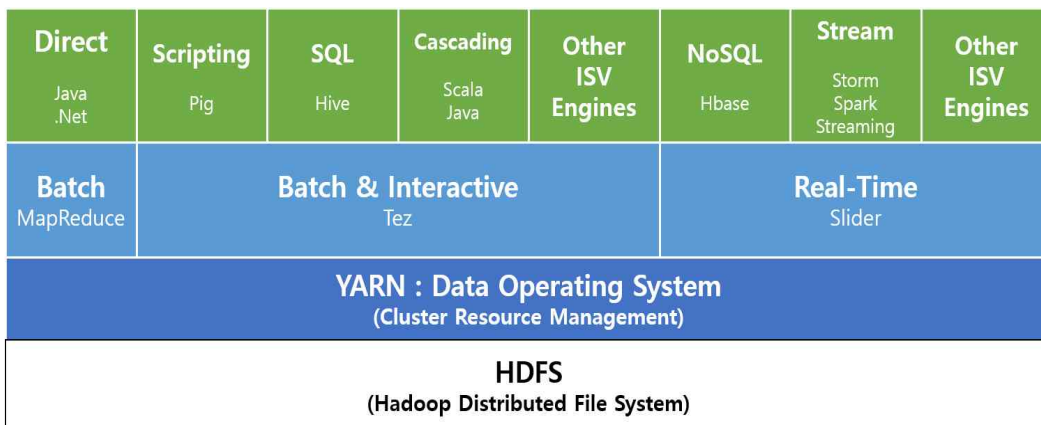 Direct
Java
.Net
Scripting
Pig
SQL
Hive
Cascading
Scala
Java
Other
ISV
Engines
NoSQL
Hbase
Stream
Storm
Spark
Streaming
Other
ISV
Engines
Batch
MapReduce
Batch & Interactive
Tez
Real-Time
Slider
YARN : Data Operating System
(Cluster Resource Management)
HDFS
(Hadoop Distributed File System)